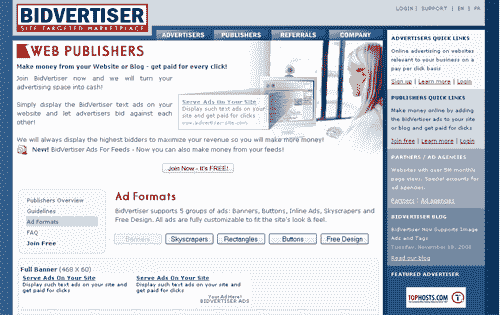 BIDVERTISER
SITE TARGETED MARKETPLACE
LOGIN | SUPPORT | EN | FR
ADVERTISERS PUBLISHERS REFERRALS COMPANY
WEB PUBLISHERS
Make money from your Website or Blog - get paid for every click!
Join BidVertiser now and we will turn your
advertising space into cash!
Simply display the BidVertiser text ads on your
website and let advertisers bid against each
other!
Serve Ads On Your Site
Display such text ads on your site
and get paid for clicks
www.advertiser-site.com
We will always display the highest bidders to maximize your revenue so you will make more money!
New! BidVertiser Ads For Feeds - Now you can also make money from your feeds!
Join Now - It's FREE!
Publishers Overview
Guidelines
Ad Formats
FAQ
Join Free
Ad Formats
BidVertiser supports 5 groups of ads: Banners, Buttons, Inline Ads, Skyscrapers
and Free Design. All ads are fully customizable to fit the site's look & feel.
Banners Skyscrapers Rectangles Buttons Free Design
Full Banner (468 X 60)
Serve Ads On Your Site
Display such text ads on your site
and get paid for clicks
Serve Ads On Your Site
Display such text ads on your site
and get paid for clicks
Your Ad Here!
BIDVERTISER ADS
ADVERTISERS QUICK LINKS
Online advertising on websites
relevant to your business on a
pay per click basis
Sign up | Learn more | Login
PUBLISHERS QUICK LINKS
Make money online by adding
the bidvertiser ads to your site
or blog and get paid for clicks
Join free | Learn more | Login
PARTNERS / AD AGENCIES
Websites with over 5M monthly
page views. Special accounts for
ad agencies.
Partners | Ad agencies
BIDVERTISER BLOG
BidVertiser Now Supports Image
Ads and Tags
Tuesday, November 18, 2008
Read our blog
FEATURED ADVERTISER
TOPHOSTS.COM